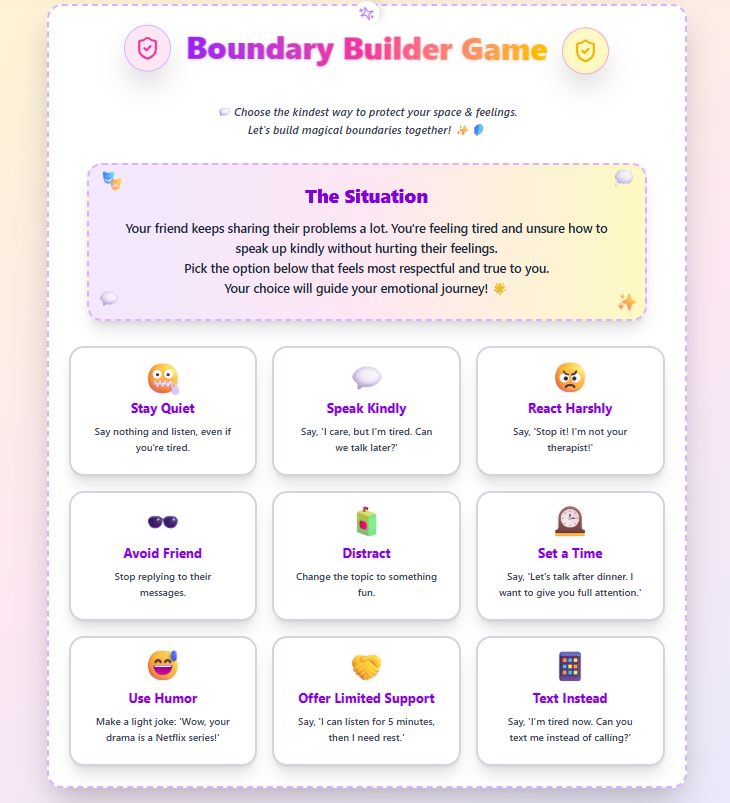 Boundary Builder Game
💭 Choose the kindest way to protect your space & feelings.
Let's build magical boundaries together! ✨ 🛡️
The Situation
Your friend keeps sharing their problems a lot. You're feeling tired and unsure how to
speak up kindly without hurting their feelings.
Pick the option below that feels most respectful and true to you.
Your choice will guide your emotional journey! 🌟
Stay Quiet
Say nothing and listen, even if
you're tired.
Speak Kindly
Say, 'I care, but I'm tired. Can
we talk later?'
React Harshly
Say, 'Stop it! I'm not your
therapist!'
Avoid Friend
Stop replying to their
messages.
Distract
Change the topic to something
fun.
Set a Time
Say, 'Let's talk after dinner. I
want to give you full attention.'
Use Humor
Make a light joke: 'Wow, your
drama is a Netflix series!'
Offer Limited Support
Say, 'I can listen for 5 minutes,
then I need rest.'
Text Instead
Say, 'I'm tired now. Can you
text me instead of calling?'